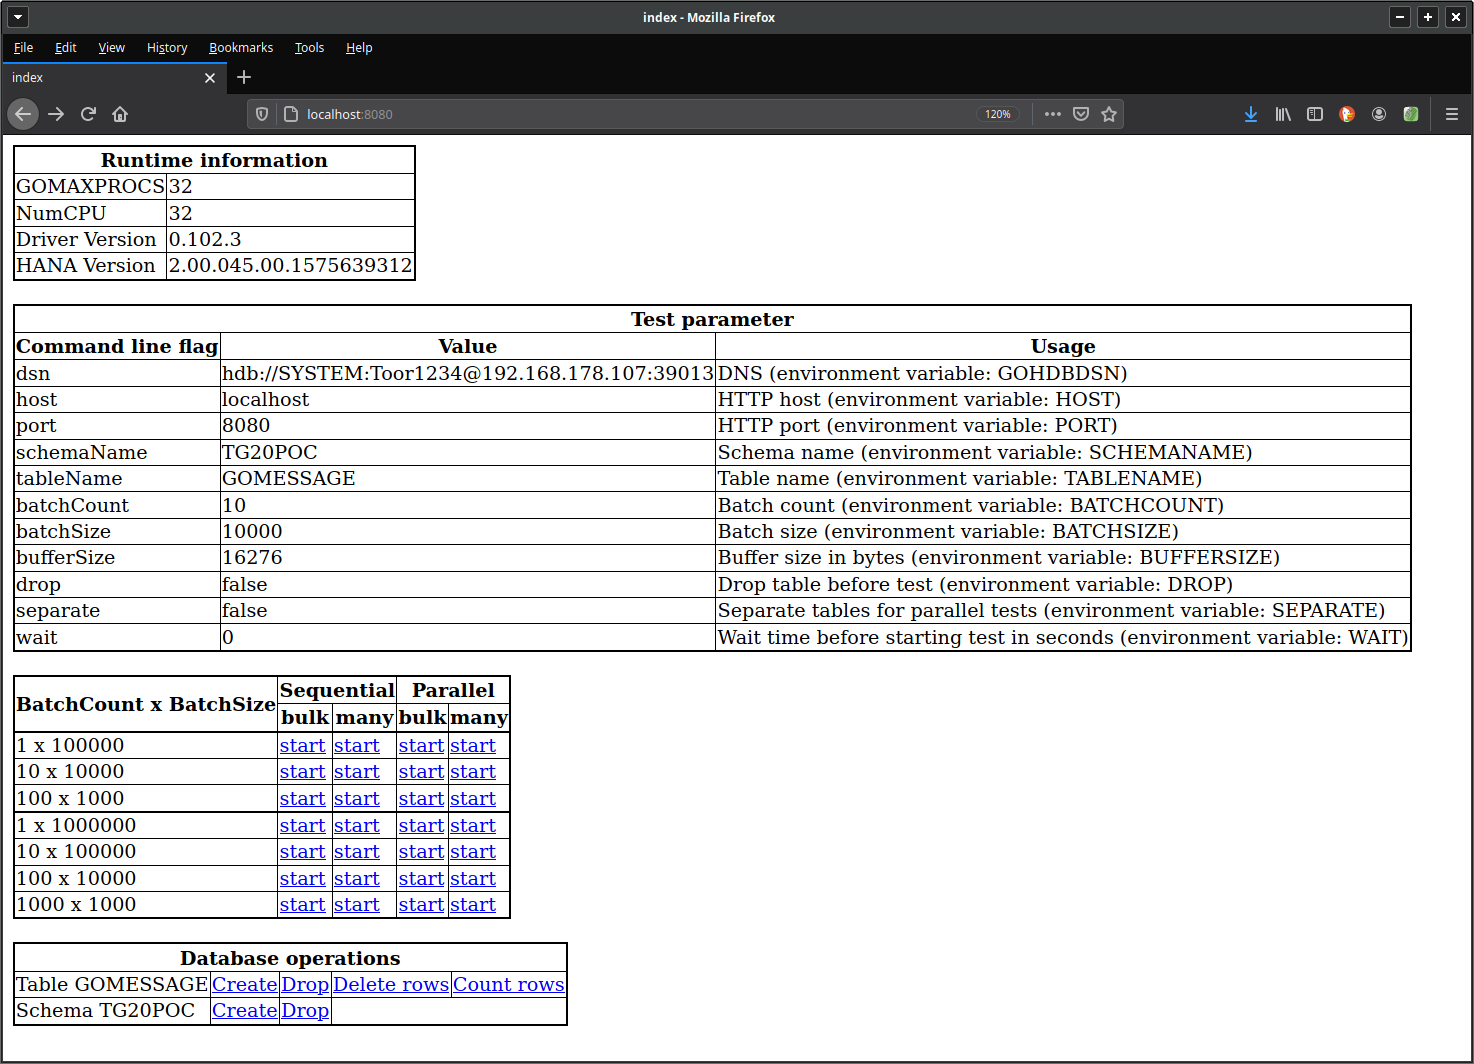 index - Mozilla Firefox
File Edit View History Bookmarks Tools Help
index
localhost:8080 120%
Runtime information
GOMAXPROCS 32
NumCPU 32
Driver Version 0.102.3
HANA Version 2.00.045.00.1575639312
Test parameter
Command line flag Value Usage
dsn hdb://SYSTEM:Toor1234@192.168.178.107:39013 DNS (environment variable: GOHDBDSN)
host localhost HTTP host (environment variable: HOST)
port 8080 HTTP port (environment variable: PORT)
schemaName TG20POC Schema name (environment variable: SCHEMANAME)
tableName GOMESSAGE Table name (environment variable: TABLENAME)
batchCount 10 Batch count (environment variable: BATCHCOUNT)
batchSize 10000 Batch size (environment variable: BATCHSIZE)
bufferSize 16276 Buffer size in bytes (environment variable: BUFFERSIZE)
drop false Drop table before test (environment variable: DROP)
separate false Separate tables for parallel tests (environment variable: SEPARATE)
wait 0 Wait time before starting test in seconds (environment variable: WAIT)
BatchCount x BatchSize Sequential Parallel
bulk many bulk many
1 x 100000 start start start start
10 x 10000 start start start start
100 x 1000 start start start start
1 x 1000000 start start start start
10 x 100000 start start start start
100 x 10000 start start start start
1000 x 1000 start start start start
Database operations
Table GOMESSAGE Create Drop Delete rows Count rows
Schema TG20POC Create Drop